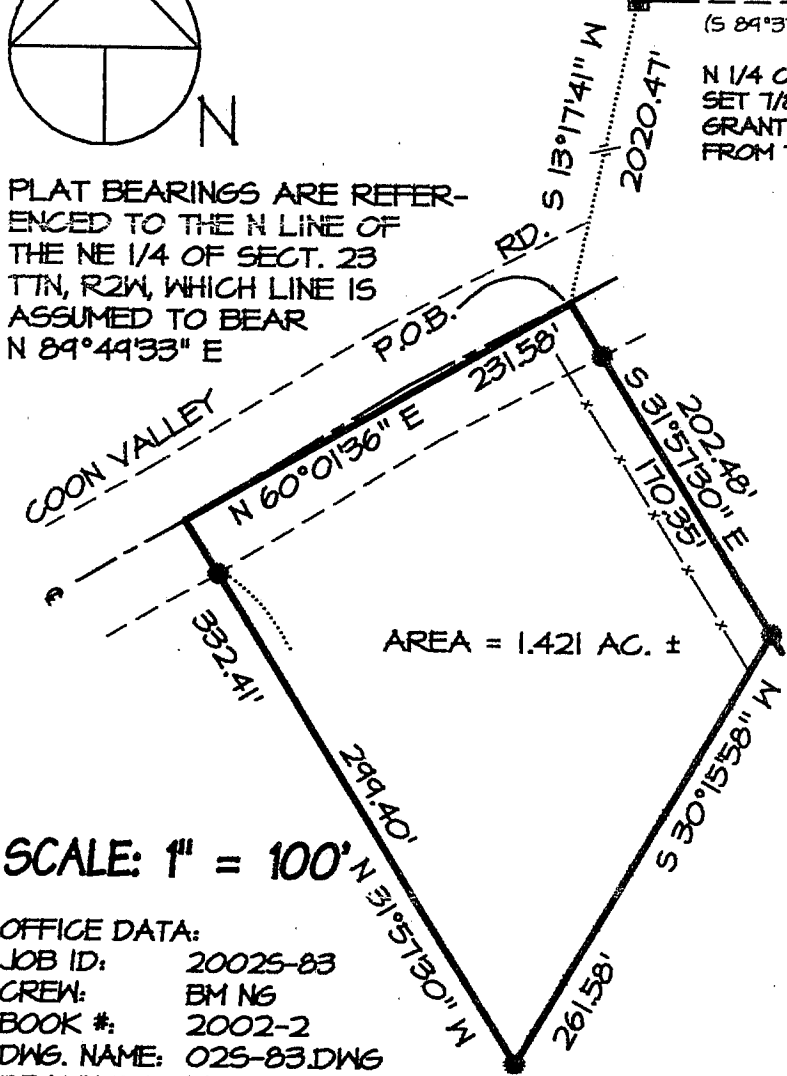 N
(S 89°3
N 1/4 C
SET 7/8
GRANT
FROM T
S 13°17'41" W
2020.47'
PLAT BEARINGS ARE REFER-
ENCED TO THE N LINE OF
THE NE 1/4 OF SECT. 23
T7N, R2W, WHICH LINE IS
ASSUMED TO BEAR
N 89°49'33" E
COON VALLEY RD.
P.O.B.
231.58'
N 60°01'36" E
202.48'
S 31°57'30" E
170.35'
AREA = 1.421 AC. ±
332.41'
299.40'
N 31°57'30" W
S 30°15'58" W
261.58'
SCALE: 1" = 100'
OFFICE DATA:
JOB ID: 2002S-83
CREW: BM NG
BOOK #: 2002-2
DWG. NAME: 02S-83.DWG